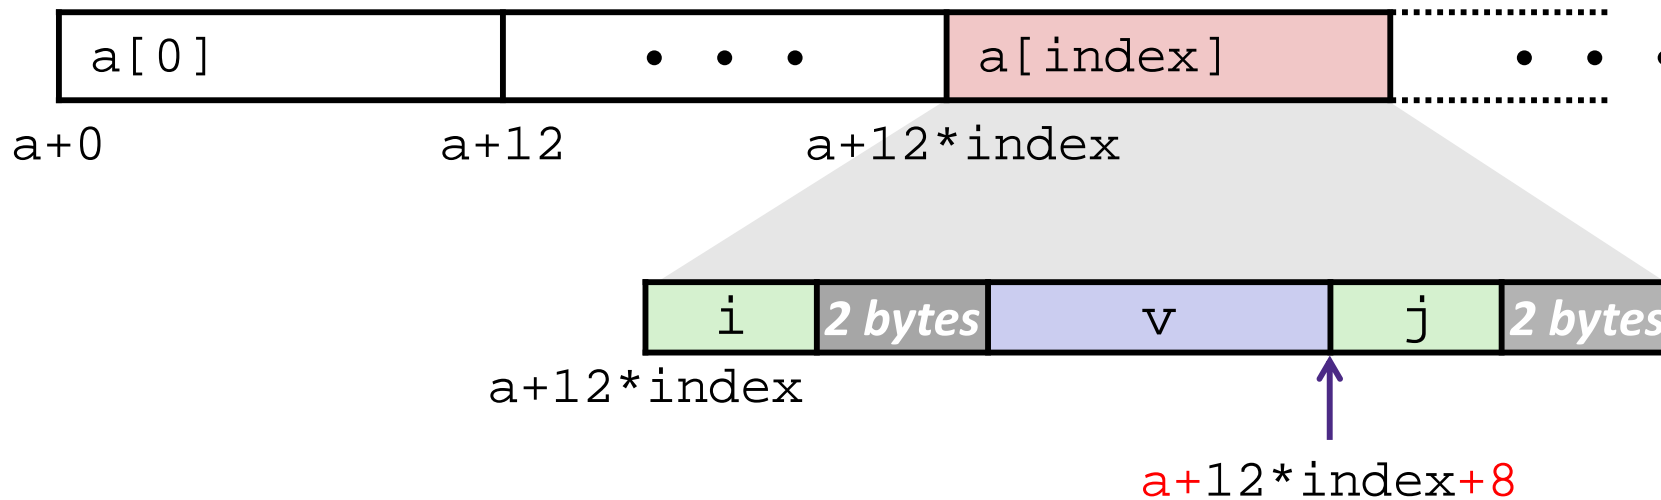 a[0] • • • a[index] • • •
a+0 a+12 a+12*index
i 2 bytes v j 2 bytes
a+12*index
a+12*index+8